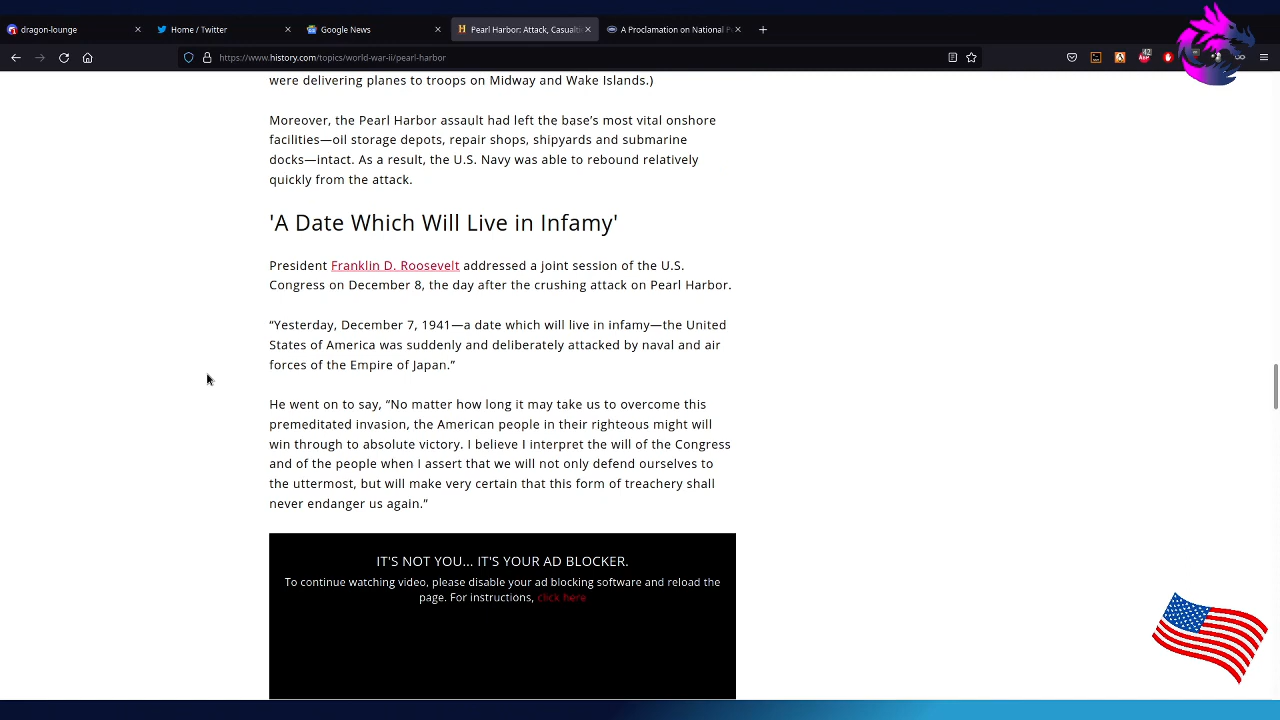 dragon-lounge
Home / Twitter
Google News
Pearl Harbor: Attack, Casualti
A Proclamation on National P
https://www.history.com/topics/world-war-ii/pearl-harbor
42
were delivering planes to troops on Midway and Wake Islands.)
Moreover, the Pearl Harbor assault had left the base’s most vital onshore
facilities—oil storage depots, repair shops, shipyards and submarine
docks—intact. As a result, the U.S. Navy was able to rebound relatively
quickly from the attack.
'A Date Which Will Live in Infamy'
President Franklin D. Roosevelt addressed a joint session of the U.S.
Congress on December 8, the day after the crushing attack on Pearl Harbor.
“Yesterday, December 7, 1941—a date which will live in infamy—the United
States of America was suddenly and deliberately attacked by naval and air
forces of the Empire of Japan.”
He went on to say, “No matter how long it may take us to overcome this
premeditated invasion, the American people in their righteous might will
win through to absolute victory. I believe I interpret the will of the Congress
and of the people when I assert that we will not only defend ourselves to
the uttermost, but will make very certain that this form of treachery shall
never endanger us again.”
IT'S NOT YOU... IT'S YOUR AD BLOCKER.
To continue watching video, please disable your ad blocking software and reload the
page. For instructions, click here